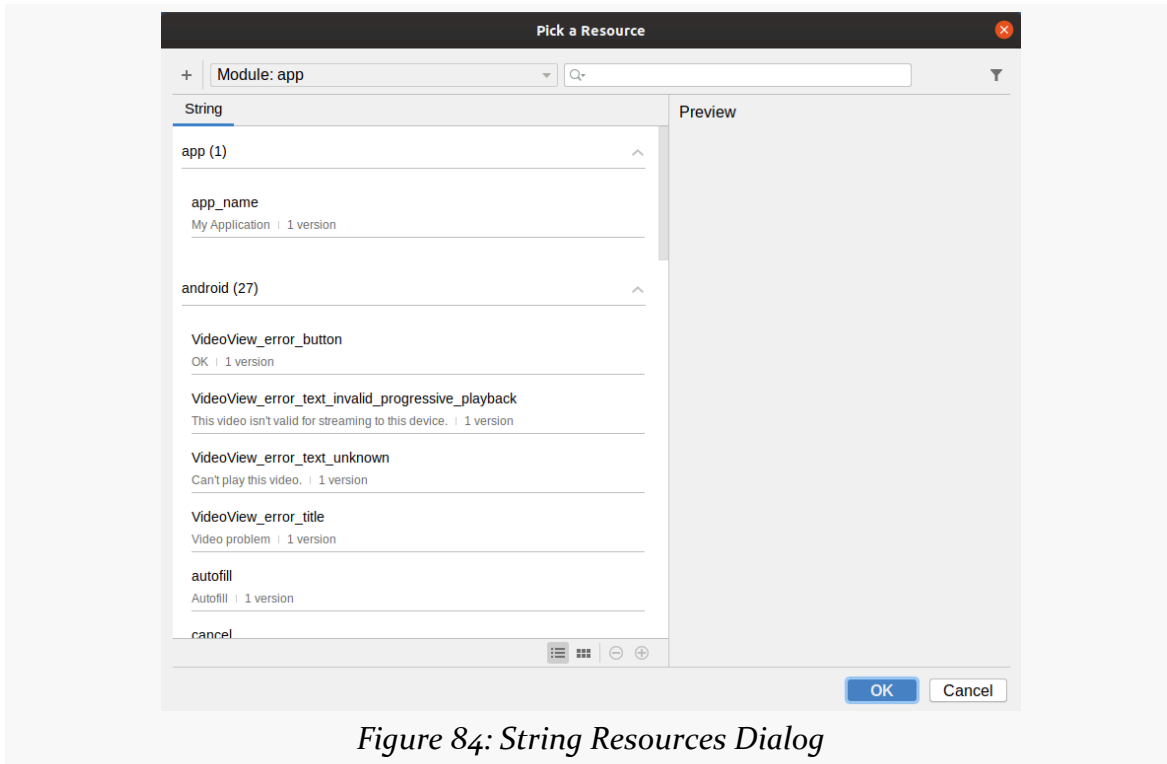 Pick a Resource
Module: app
String
Preview
app (1)
app_name
My Application | 1 version
android (27)
VideoView_error_button
OK | 1 version
VideoView_error_text_invalid_progressive_playback
This video isn't valid for streaming to this device. | 1 version
VideoView_error_text_unknown
Can't play this video. | 1 version
VideoView_error_title
Video problem | 1 version
autofill
Autofill | 1 version
cancel
OK
Cancel
Figure 84: String Resources Dialog